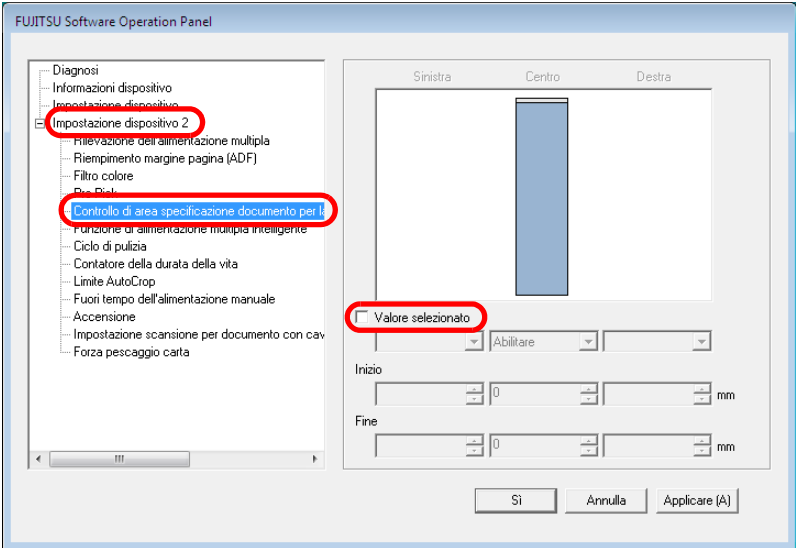 FUJITSU Software Operation Panel
Diagnosi
Informazioni dispositivo
Impostazione dispositivo
Impostazione dispositivo 2
Rilevazione dell'alimentazione multipla
Riempimento margine pagina (ADF)
Filtro colore
Pre Pick
Controllo di area specificazione documento per la
Funzione di alimentazione multipla intelligente
Ciclo di pulizia
Contatore della durata della vita
Limite AutoCrop
Fuori tempo dell'alimentazione manuale
Accensione
Impostazione scansione per documento con cav
Forza pescaggio carta
Sinistra Centro Destra
Valore selezionato
Abilitare
Inizio
0 mm
Fine
0 mm
Sì Annulla Applicare (A)